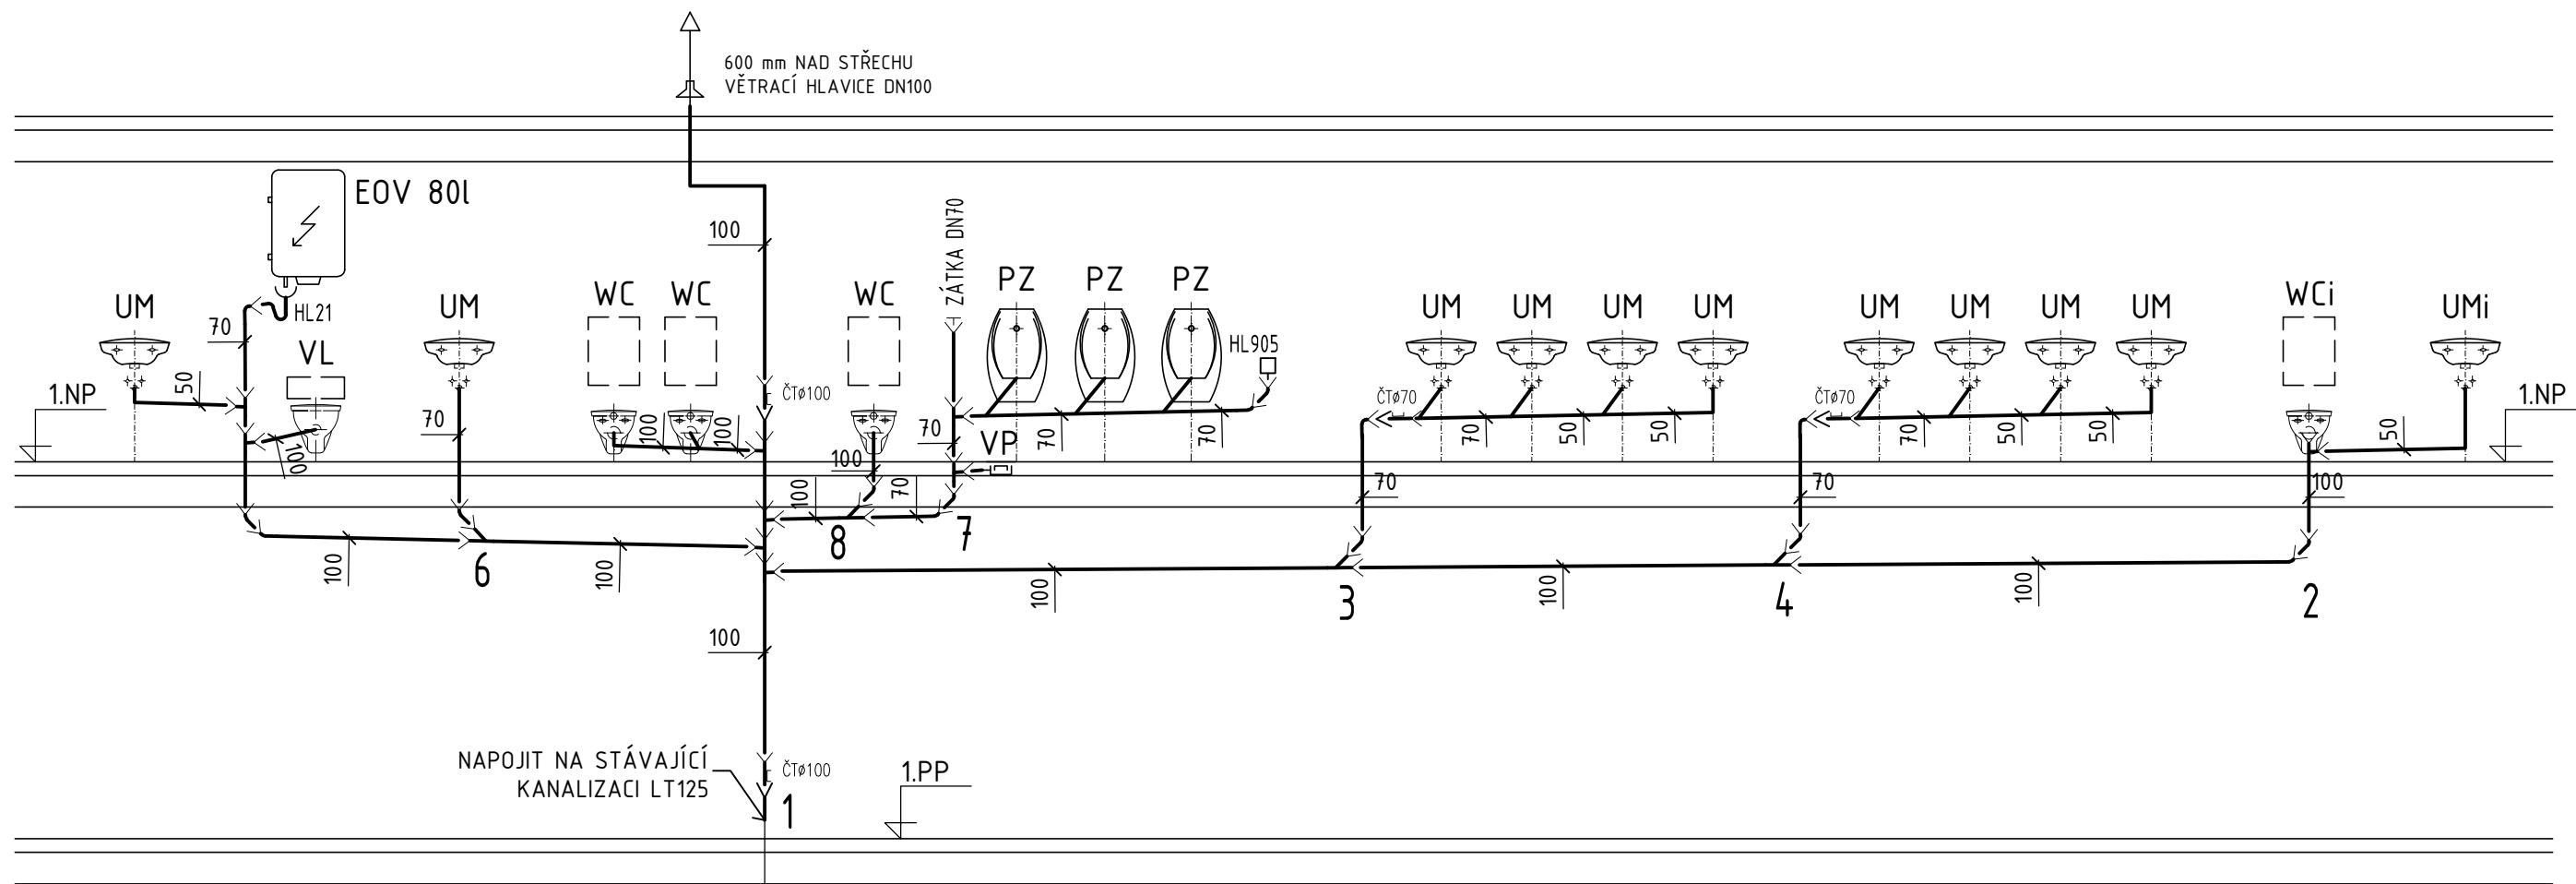 600 mm NAD STŘECHU
VĚTRACÍ HLAVICE DN100
EOV 80l
100
ZÁTKA DN70
UM
HL21
70
VL
UM
WC
WC
WC
PZ
PZ
PZ
HL905
UM
UM
UM
UM
UM
UM
UM
UM
WCi
UMi
1.NP
50
100
70
100
100
ČTø100
100
70
VP
70
70
ČTø70
70
50
50
ČTø70
70
50
50
50
1.NP
100
70
70
70
100
8
7
100
6
100
100
3
100
4
100
2
100
NAPOJIT NA STÁVAJÍCÍ
KANALIZACI LT125
ČTø100
1
1.PP